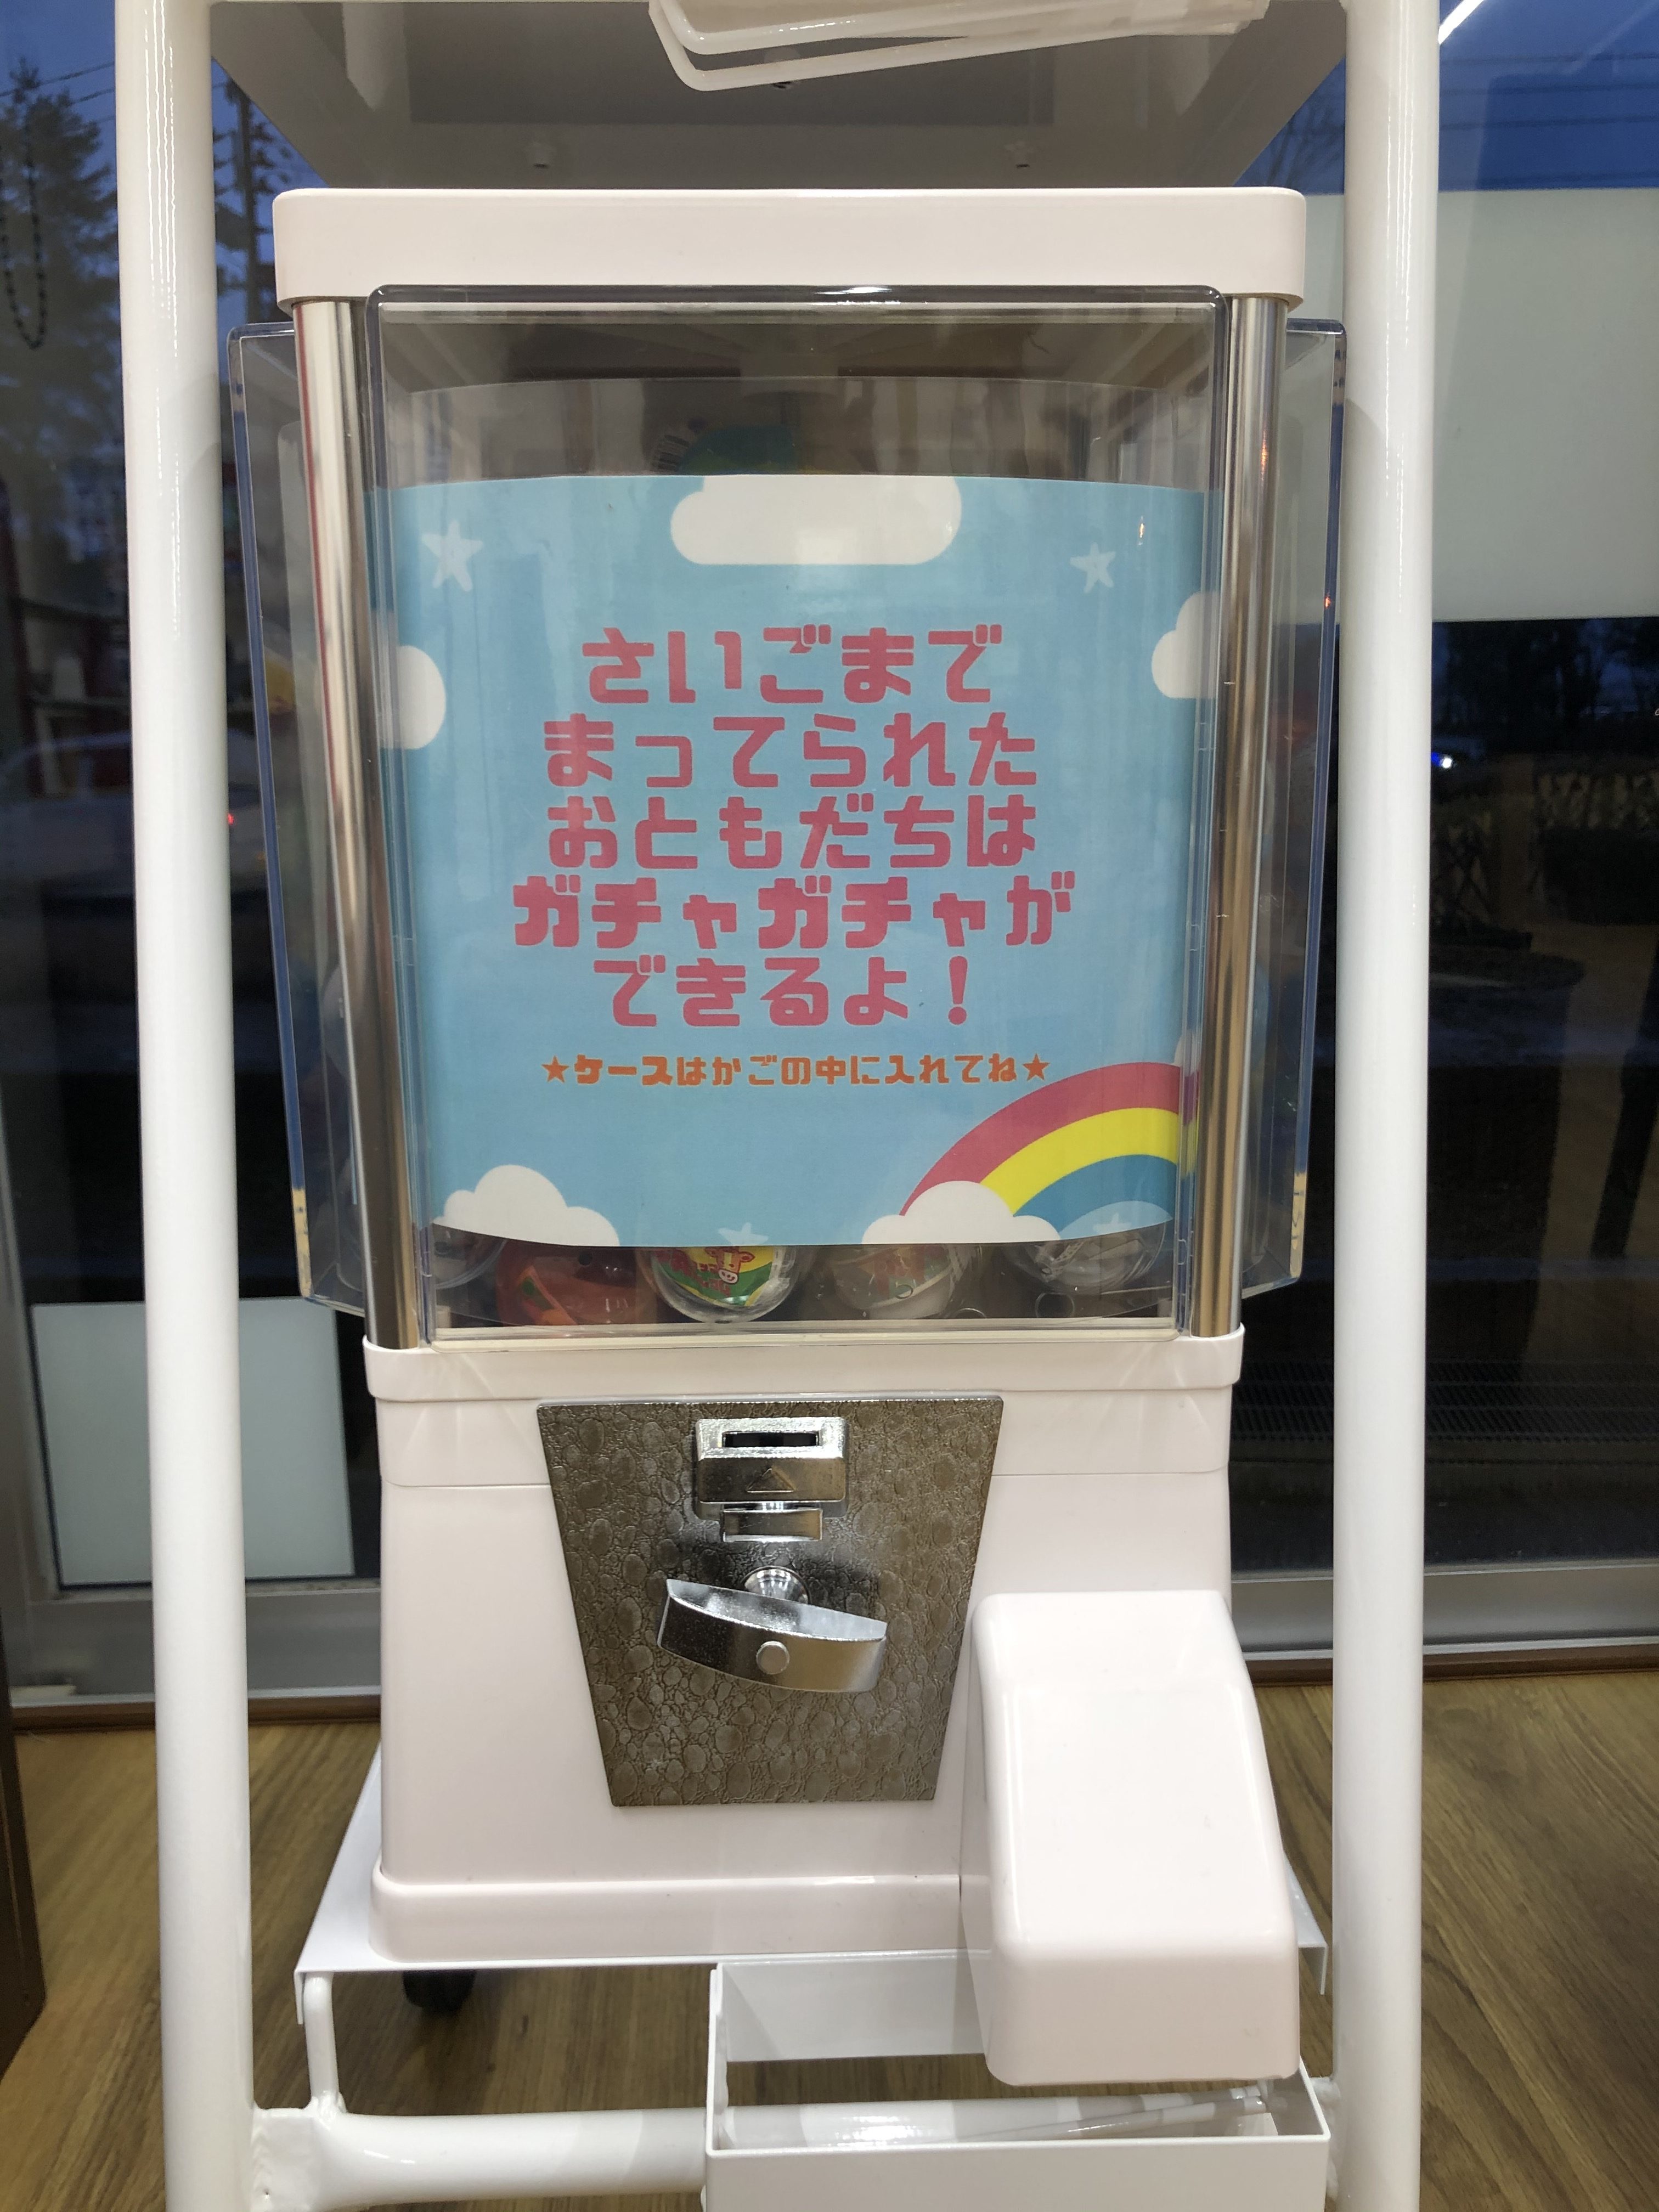 さいごまで
まってられた
おともだちは
ガチャガチャが
できるよ！
★ケースはかごの中に入れてね★